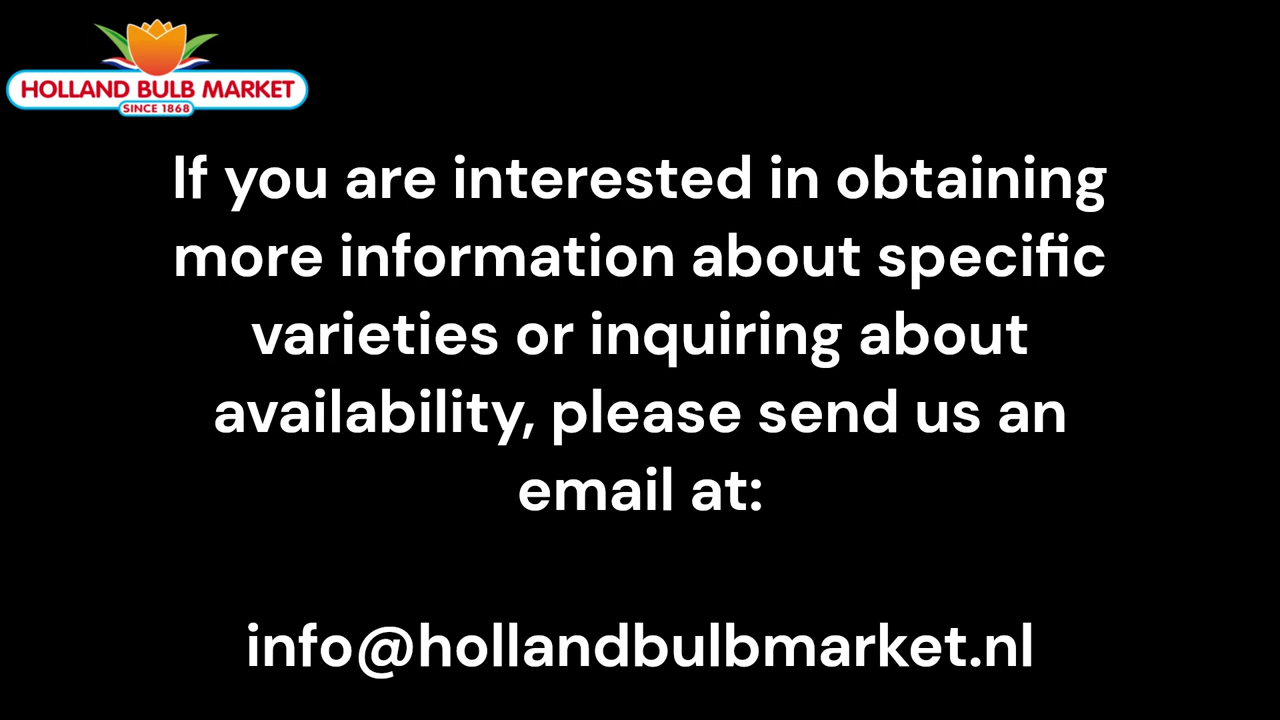 HOLLAND BULB MARKET
SINCE 1868
If you are interested in obtaining
more information about specific
varieties or inquiring about
availability, please send us an
email at:
info@hollandbulbmarket.nl